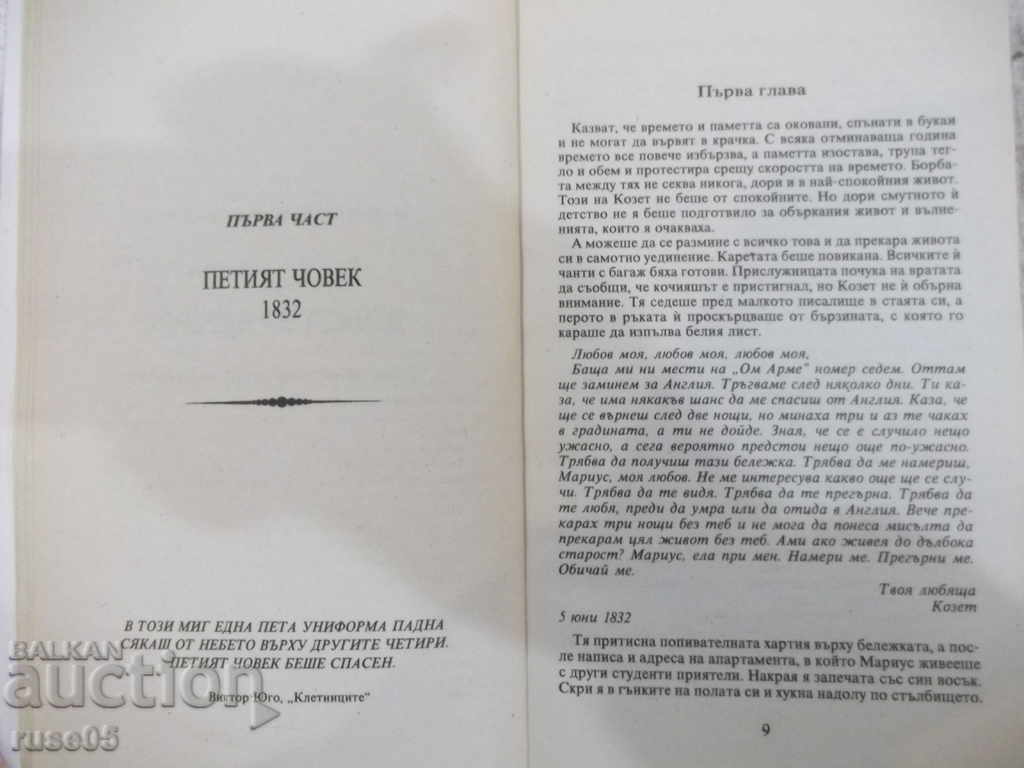 ПЪРВА ЧАСТ
ПЕТИЯТ ЧОВЕК
1832
В ТОЗИ МИГ ЕДНА ПЕТА УНИФОРМА ПАДНА
СЯКАШ ОТ НЕБЕТО ВЪРХУ ДРУГИТЕ ЧЕТИРИ.
ПЕТИЯТ ЧОВЕК БЕШЕ СПАСЕН.
Виктор Юго, „Клетниците“
Първа глава
Казват, че времето и паметта са оковани, спънати в букаи
и не могат да вървят в крачка. С всяка отминаваща година
времето все повече избързва, а паметта изостава, трупа тег-
ло и обем и протестира срещу скоростта на времето. Борба-
та между тях не секва никога, дори и в най-спокойния живот.
Този на Козет не беше от спокойните. Но дори смутното ѝ
детство не я беше подготвило за объркания живот и вълне-
нията, които я очакваха.
А можеше да се размине с всичко това и да прекара живота
си в самотно уединение. Каретата беше повикана. Всичките ѝ
чанти с багаж бяха готови. Прислужницата почука на вратата
да съобщи, че кочияшът е пристигнал, но Козет не ѝ обърна
внимание. Тя седеше пред малкото писалище в стаята си, а
перото в ръката ѝ проскърцваше от бързината, с която го
караше да изпълва белия лист.
Любов моя, любов моя, любов моя,
Баща ми ни мести на „Ом Арме“ номер седем. Оттам
ще заминем за Англия. Тръгваме след няколко дни. Ти ка-
за, че има някакъв шанс да ме спасиш от Англия. Каза, че
ще се върнеш след две нощи, но минаха три и аз те чаках
в градината, а ти не дойде. Зная, че се е случило нещо
ужасно, а сега вероятно предстои нещо още по-ужасно.
Трябва да получиш тази бележка. Трябва да ме намериш,
Мариус, моя любов. Не ме интересува какво още ще се слу-
чи. Трябва да те видя. Трябва да те прегърна. Трябва да
те любя, преди да умра или да отида в Англия. Вече пре-
карах три нощи без теб и не мога да понеса мисълта да
прекарам цял живот без теб. Ами ако живея до дълбока
старост? Мариус, ела при мен. Намери ме. Прегърни ме.
Обичай ме.
Твоя любяща
Козет
5 юни 1832
Тя притисна попивателната хартия върху бележката, а пос-
ле написа и адреса на апартамента, в който Мариус живееше
с други студенти приятели. Накрая я запечата със син восък.
Скри я в гънките на полата си и хукна надолу по стълбището.
9
BALKAN
auction
ruse05